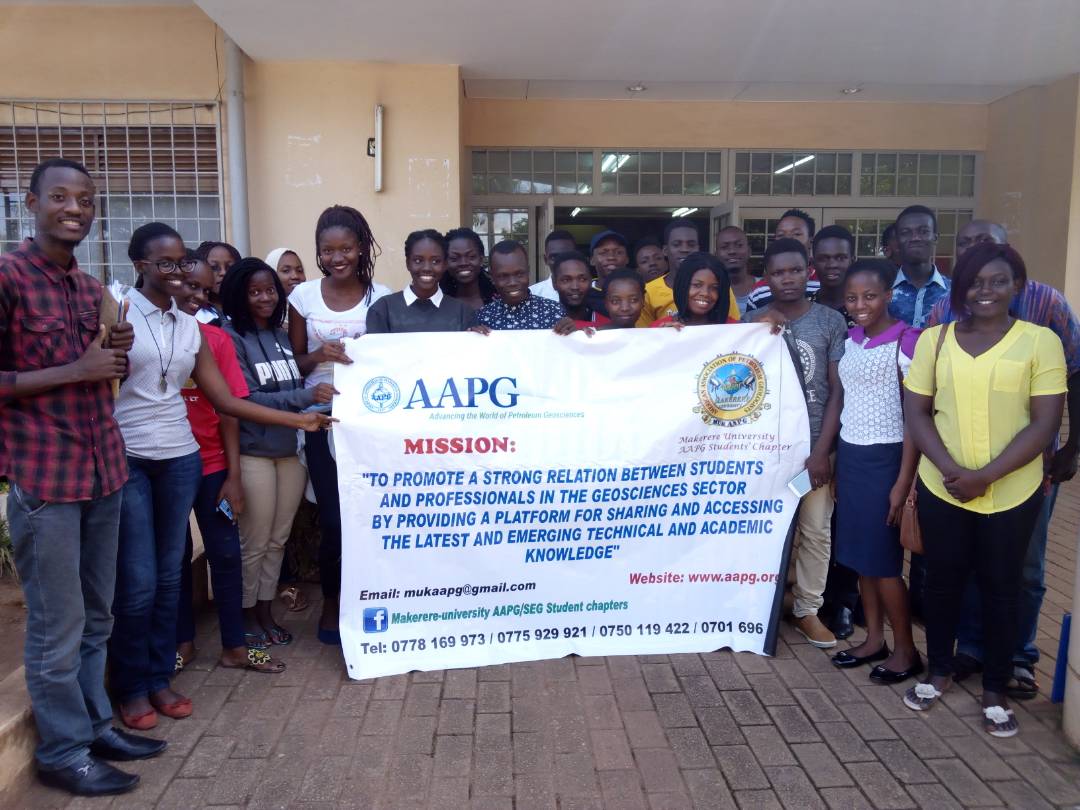 AAPG
Advancing the World of Petroleum Geosciences
MISSION:
Makerere University
AAPG Students' Chapter
"TO PROMOTE A STRONG RELATION BETWEEN STUDENTS
AND PROFESSIONALS IN THE GEOSCIENCES SECTOR
BY PROVIDING A PLATFORM FOR SHARING AND ACCESSING
THE LATEST AND EMERGING TECHNICAL AND ACADEMIC
KNOWLEDGE"
Email: mukaapg@gmail.com
Website: www.aapg.org
f Makerere-university AAPG/SEG Student chapters
Tel: 0778 169 973 / 0775 929 921 / 0750 119 422 / 0701 696
MAKERERE
MUK AAPG